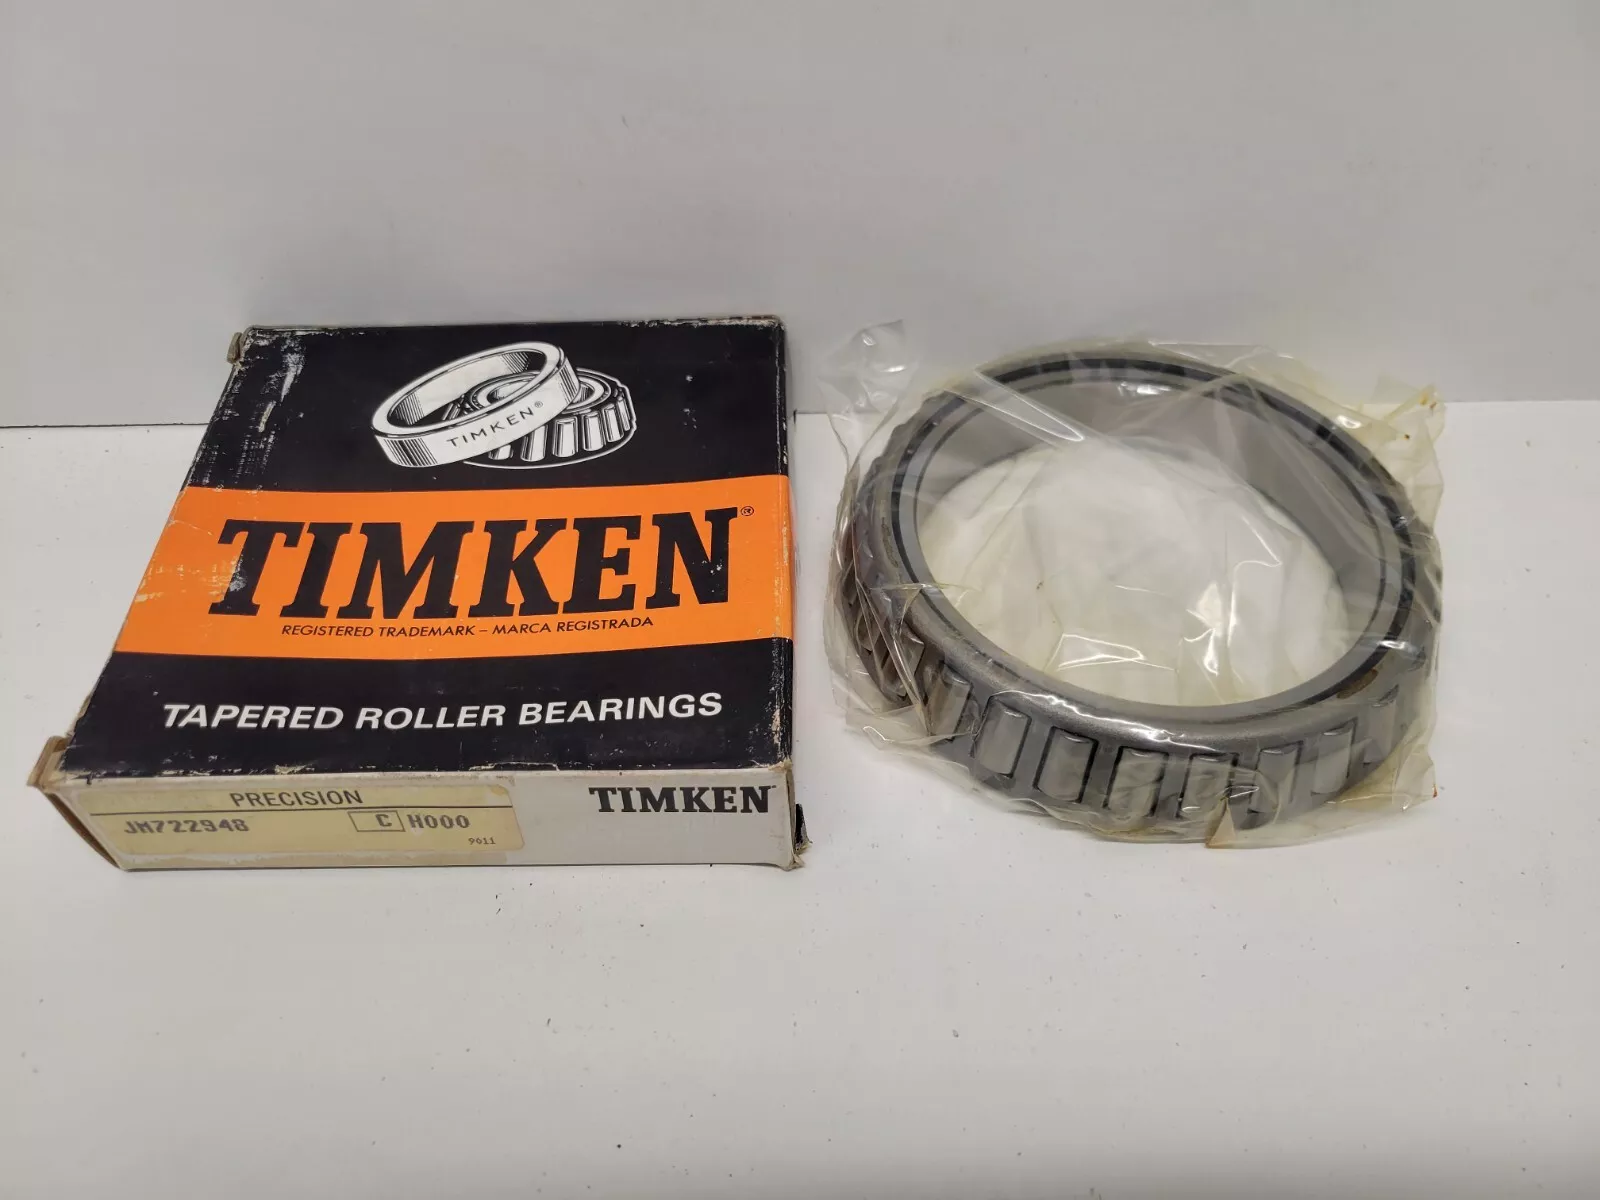 TIMKEN®
TIMKEN®
REGISTERED TRADEMARK – MARCA REGISTRADA
TAPERED ROLLER BEARINGS
PRECISION
JM722948 C H000
9011
TIMKEN